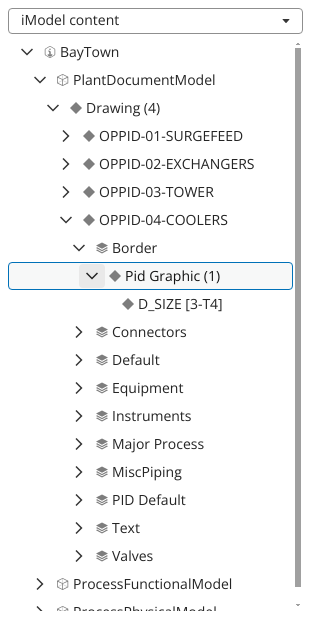 iModel content
BayTown
PlantDocumentModel
Drawing (4)
OPPID-01-SURGEFEED
OPPID-02-EXCHANGERS
OPPID-03-TOWER
OPPID-04-COOLERS
Border
Pid Graphic (1)
D_SIZE [3-T4]
Connectors
Default
Equipment
Instruments
Major Process
MiscPiping
PID Default
Text
Valves
ProcessFunctionalModel
ProcessPhysicalModel